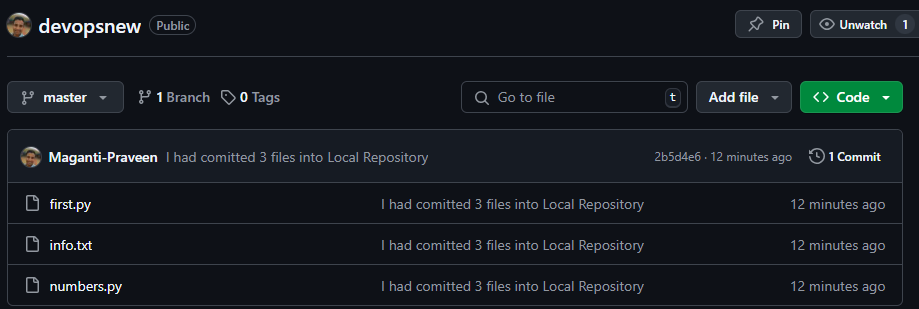 devopsnew Public Pin Unwatch 1
master 1 Branch 0 Tags Go to file t Add file Code
Maganti-Praveen I had comitted 3 files into Local Repository 2b5d4e6 · 12 minutes ago 1 Commit
first.py I had comitted 3 files into Local Repository 12 minutes ago
info.txt I had comitted 3 files into Local Repository 12 minutes ago
numbers.py I had comitted 3 files into Local Repository 12 minutes ago